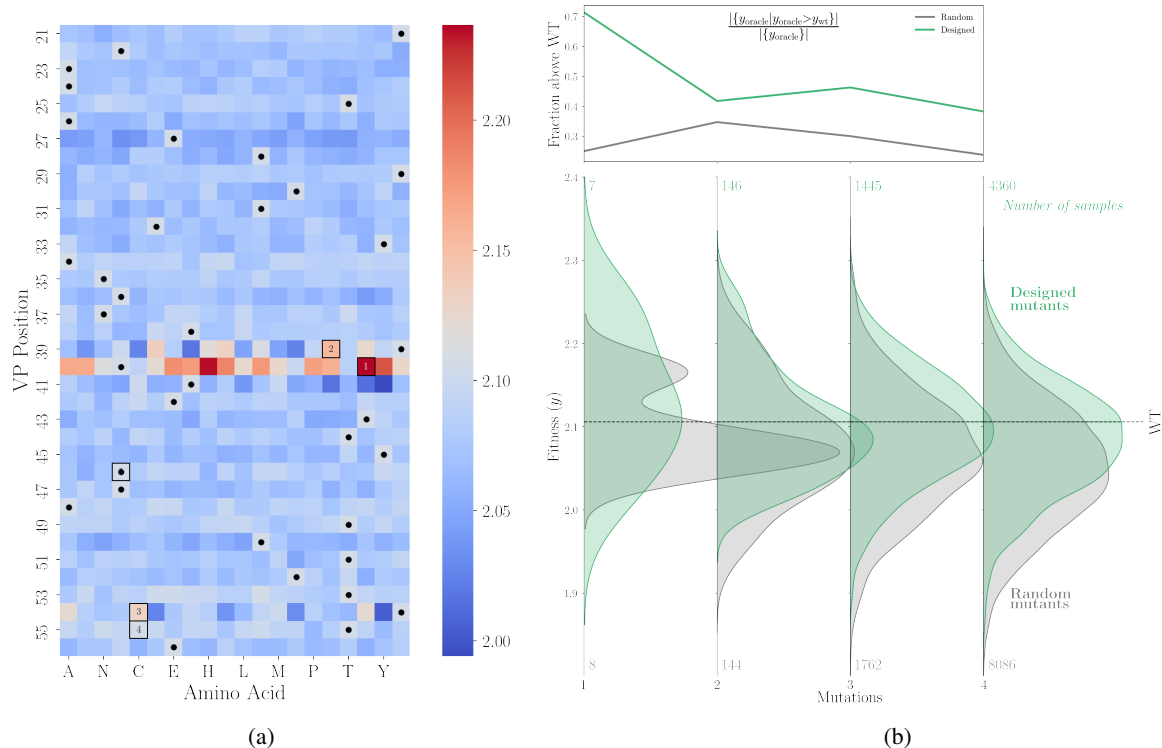 VP Position
21
23
25
27
29
31
33
35
37
39
41
43
45
47
49
51
53
55
1
2
3
4
A N C E H L M P T Y
Amino Acid
2.20
2.15
2.10
2.05
2.00
(a)
Fraction above WT
0.7
0.6
0.5
0.4
0.3
|{y_oracle|y_oracle>y_wt}|
|{y_oracle}|
Random
Designed
Fitness (y)
2.4
2.3
2.2
2.1
2.0
1.9
7 146 1445 4360
Number of samples
Designed
mutants
WT
Random
mutants
8 144 1762 8086
1 2 3 4
Mutations
(b)